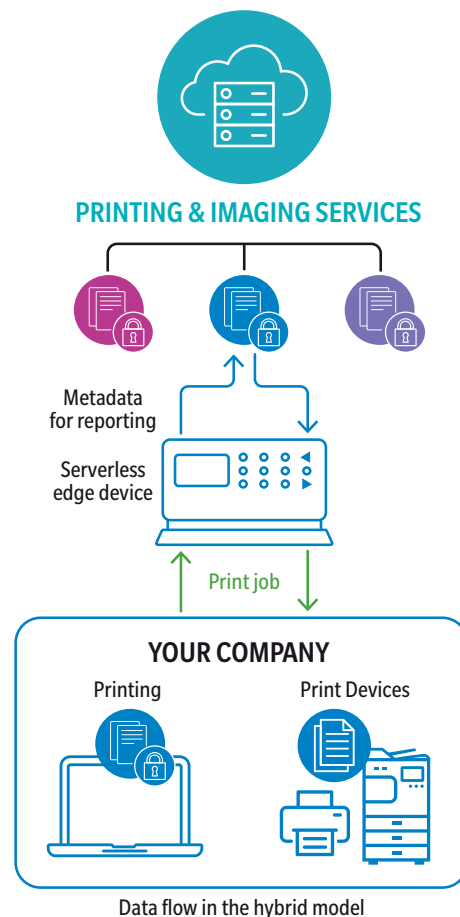 PRINTING & IMAGING SERVICES
Metadata
for reporting
Serverless
edge device
Print job
YOUR COMPANY
Printing
Print Devices
Data flow in the hybrid model